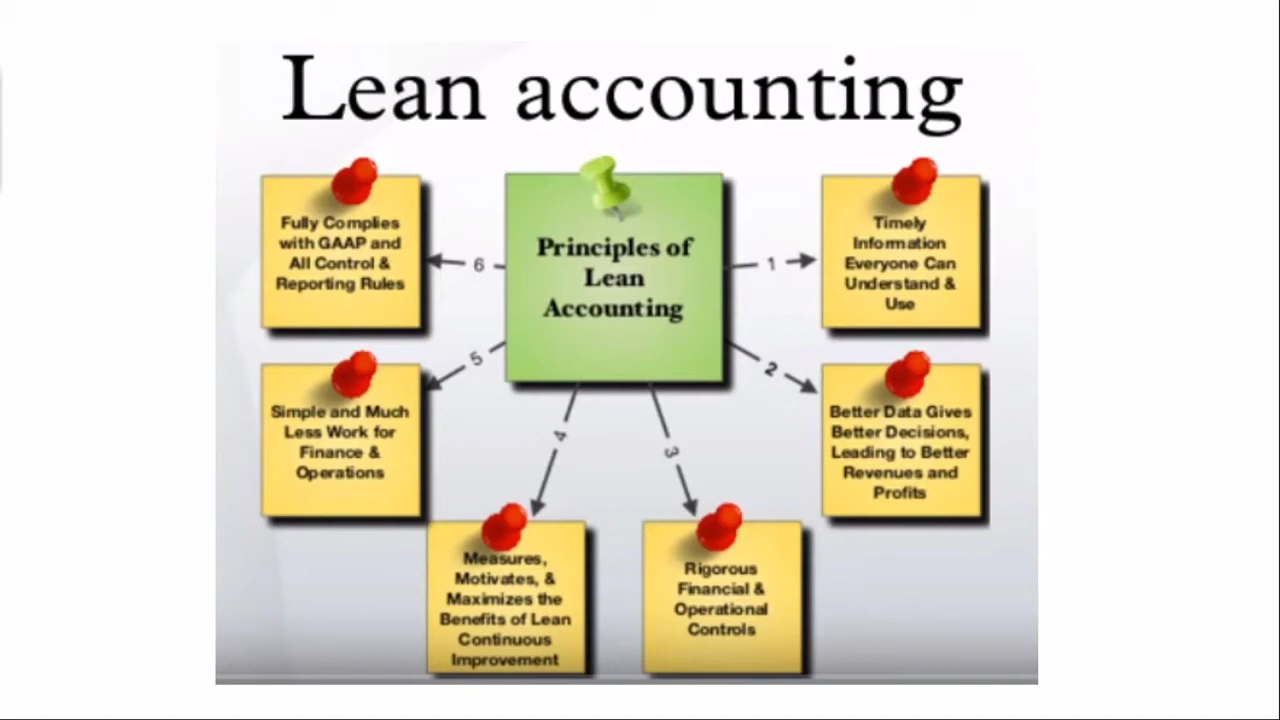 Lean accounting
Principles of
Lean
Accounting
1
Timely
Information
Everyone Can
Understand &
Use
2
Better Data Gives
Better Decisions,
Leading to Better
Revenues and
Profits
3
Rigorous
Financial &
Operational
Controls
4
Measures,
Motivates, &
Maximizes the
Benefits of Lean
Continuous
Improvement
5
Simple and Much
Less Work for
Finance &
Operations
6
Fully Complies
with GAAP and
All Control &
Reporting Rules